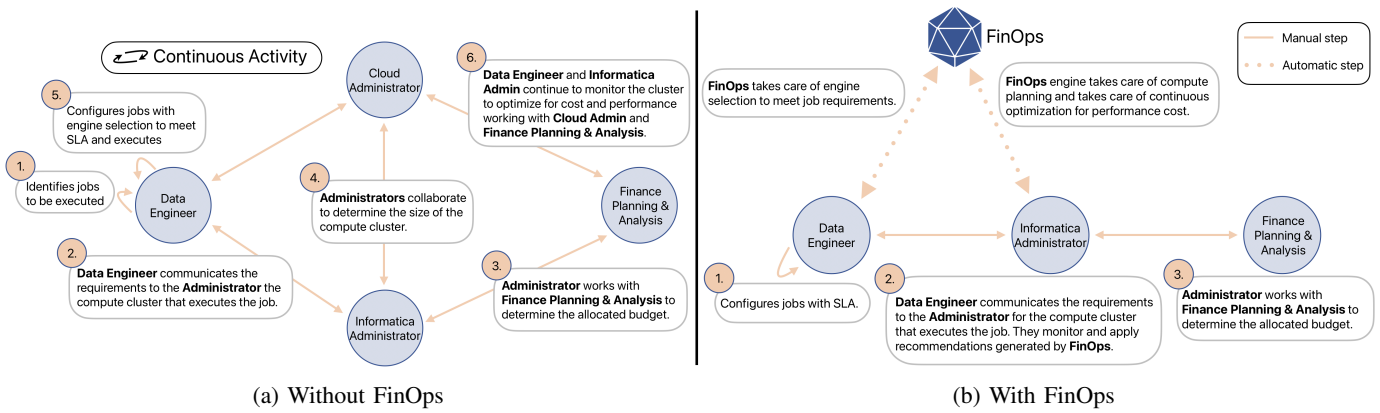 Continuous Activity
Cloud
Administrator
6.
Data Engineer and Informatica
Admin continue to monitor the cluster
to optimize for cost and performance
working with Cloud Admin and
Finance Planning & Analysis.
5.
Configures jobs with
engine selection to meet
SLA and executes
1.
Identifies jobs
to be executed
Data
Engineer
4.
Administrators collaborate
to determine the size of the
compute cluster.
Finance
Planning &
Analysis
2.
Data Engineer communicates the
requirements to the Administrator the
compute cluster that executes the job.
3.
Administrator works with
Finance Planning & Analysis to
determine the allocated budget.
Informatica
Administrator
(a) Without FinOps
FinOps
Manual step
Automatic step
FinOps takes care of engine
selection to meet job requirements.
FinOps engine takes care of compute
planning and takes care of continuous
optimization for performance cost.
Data
Engineer
Informatica
Administrator
Finance
Planning &
Analysis
1.
Configures jobs with SLA.
2.
Data Engineer communicates the requirements
to the Administrator for the compute cluster
that executes the job. They monitor and apply
recommendations generated by FinOps.
3.
Administrator works with
Finance Planning & Analysis to
determine the allocated budget.
(b) With FinOps